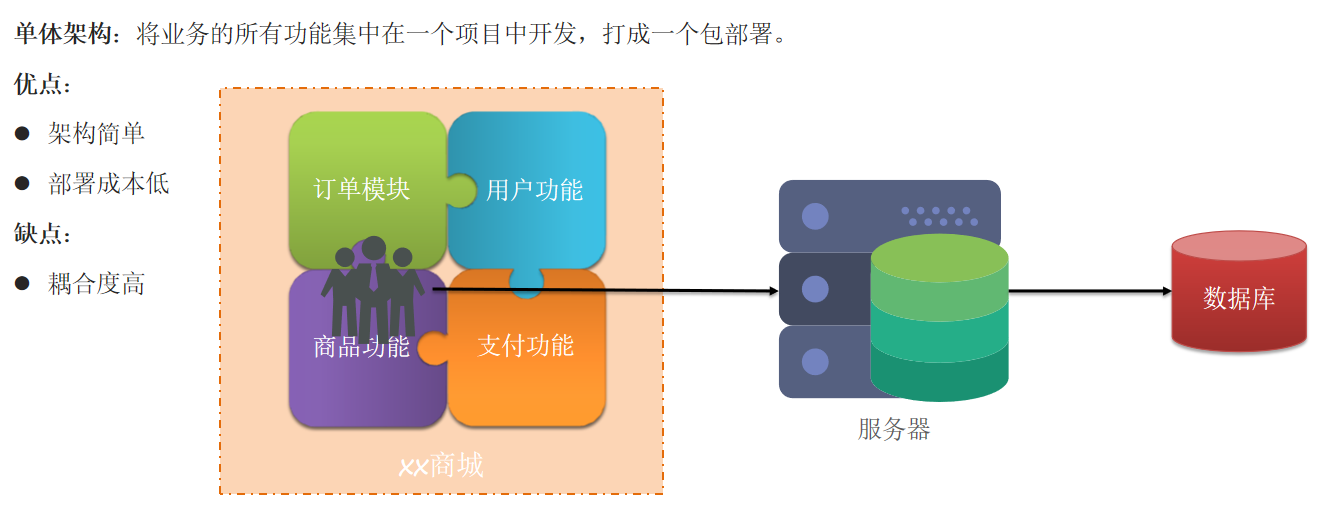 单体架构：将业务的所有功能集中在一个项目中开发，打成一个包部署。
优点：
● 架构简单
● 部署成本低
缺点：
● 耦合度高
订单模块
用户功能
商品功能
支付功能
xx商城
服务器
数据库